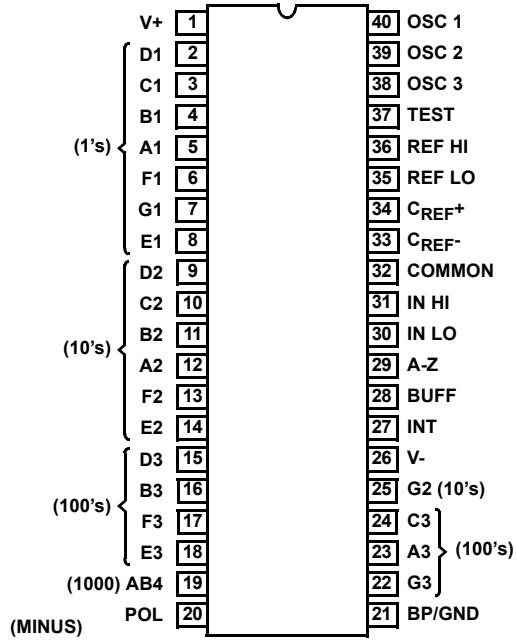 V+ 1 40 OSC 1
D1 2 39 OSC 2
C1 3 38 OSC 3
B1 4 37 TEST
(1's) A1 5 36 REF HI
F1 6 35 REF LO
G1 7 34 CREF+
E1 8 33 CREF-
D2 9 32 COMMON
C2 10 31 IN HI
B2 11 30 IN LO
(10's) A2 12 29 A-Z
F2 13 28 BUFF
E2 14 27 INT
D3 15 26 V-
B3 16 25 G2 (10's)
(100's) F3 17 24 C3
E3 18 23 A3 (100's)
(1000) AB4 19 22 G3
(MINUS) POL 20 21 BP/GND